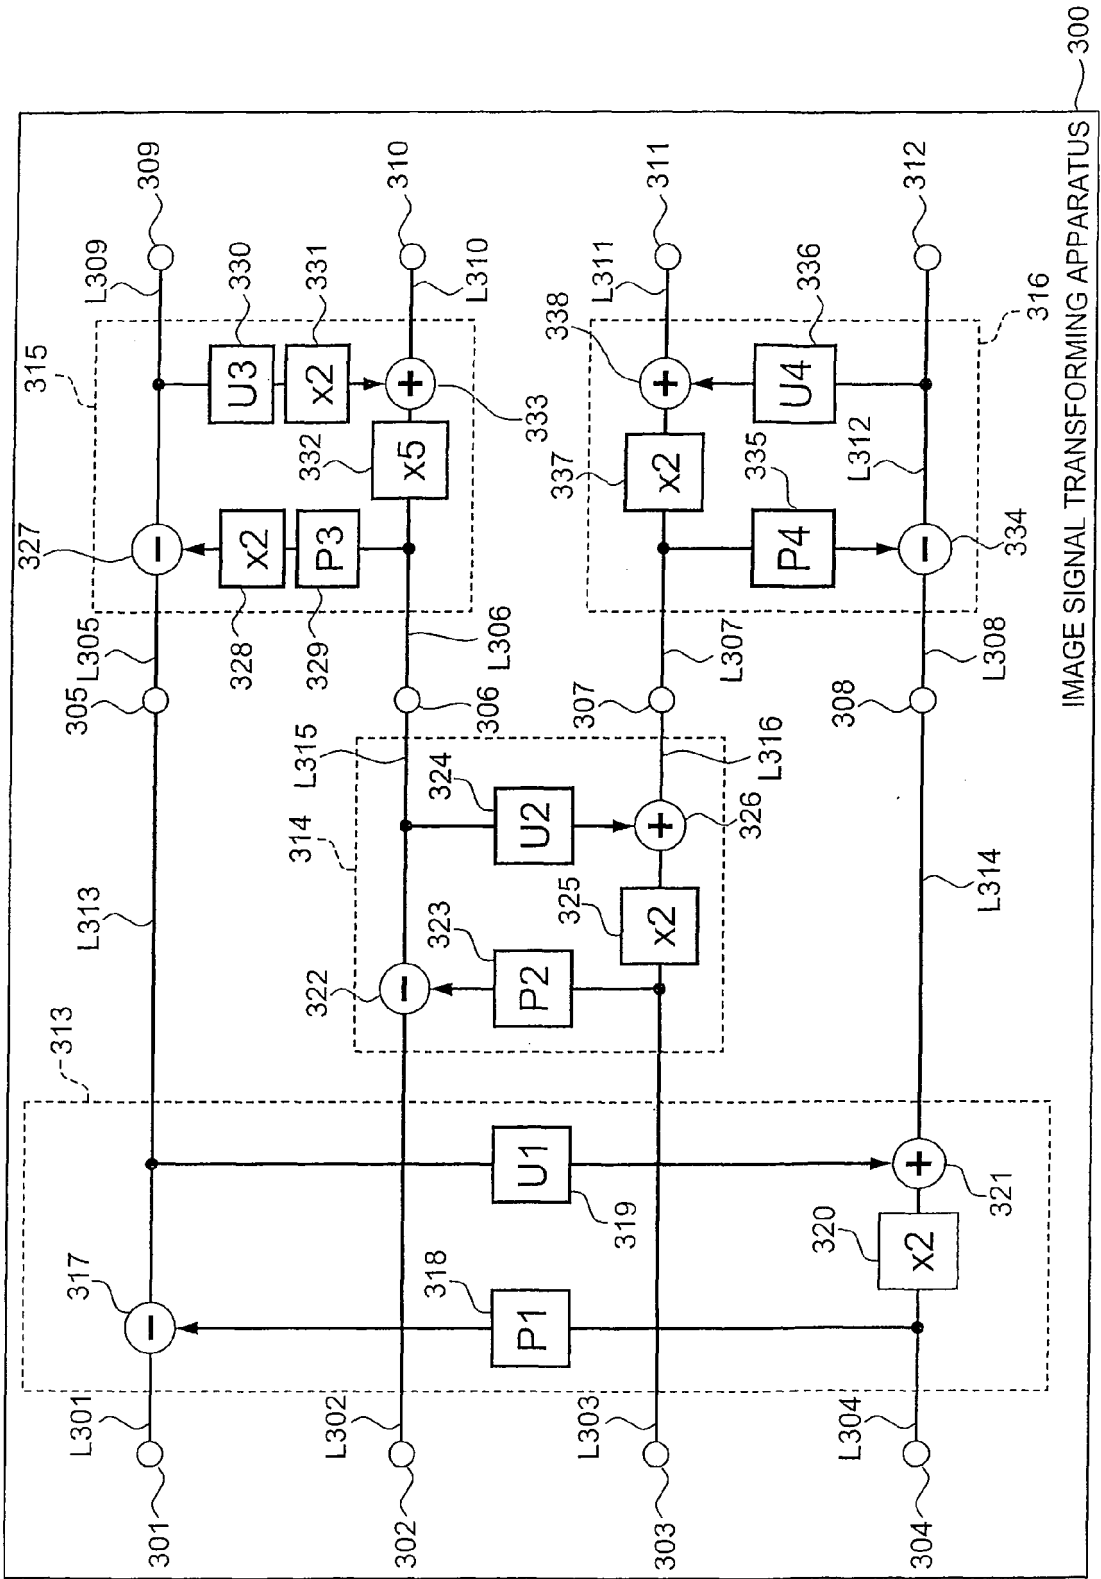 IMAGE SIGNAL TRANSFORMING APPARATUS 300
301
L301
317
−
313
L313
305
L305
327
−
315
L309
309
328
x2
329
P3
U3
330
x2
331
332
x5
+
333
302
L302
322
−
314
L315
306
L306
L310
310
318
P1
U1
319
323
P2
U2
324
325
x2
+
326
303
L303
L316
307
L307
337
x2
338
+
L311
311
335
P4
U4
336
334
−
L312
312
316
304
L304
320
x2
+
321
L314
308
L308